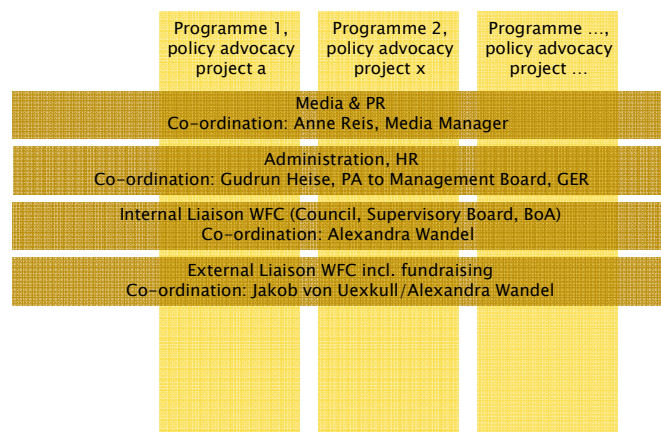 Programme 1,
policy advocacy
project a
Programme 2,
policy advocacy
project x
Programme …,
policy advocacy
project …
Media & PR
Co-ordination: Anne Reis, Media Manager
Administration, HR
Co-ordination: Gudrun Heise, PA to Management Board, GER
Internal Liaison WFC (Council, Supervisory Board, BoA)
Co-ordination: Alexandra Wandel
External Liaison WFC incl. fundraising
Co-ordination: Jakob von Uexkull/Alexandra Wandel